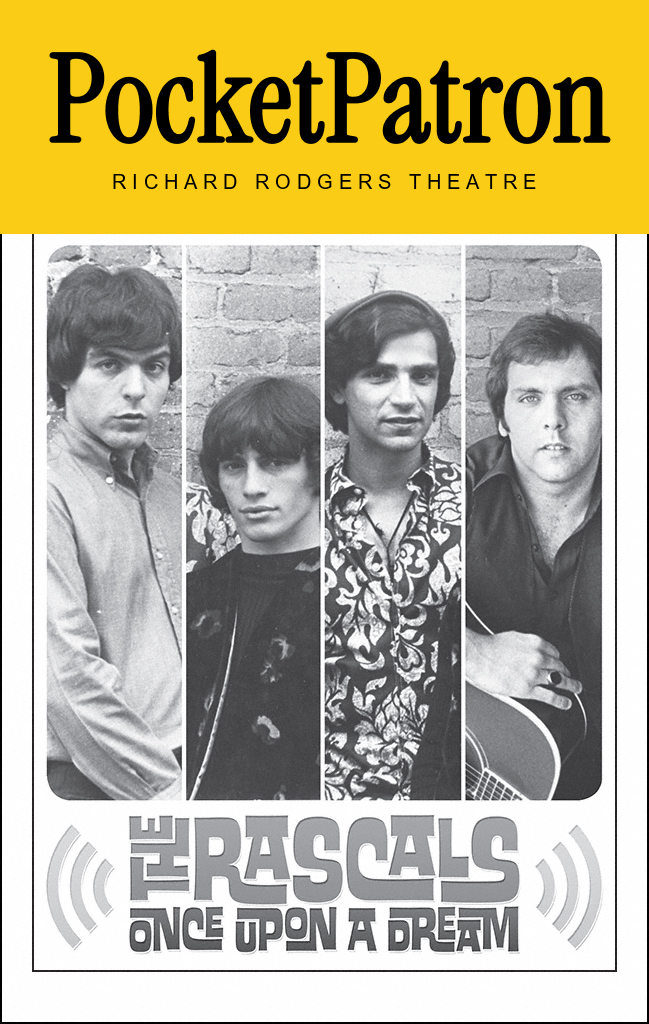 PocketPatron
RICHARD RODGERS THEATRE
THE RASCALS
ONCE UPON A DREAM